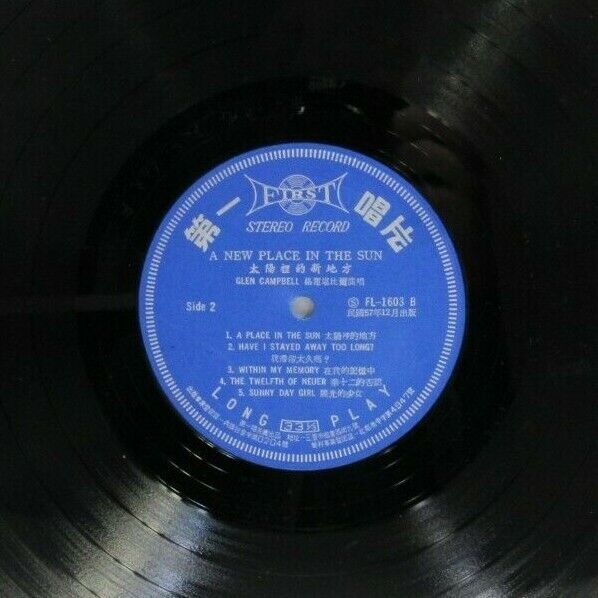 FIRST
STEREO RECORD
第一唱片
A NEW PLACE IN THE SUN
太陽裡的新地方
GLEN CAMPBELL
Side 2
Ⓢ FL-1603 B
民國57年12月出版
1. A PLACE IN THE SUN 太陽裡的地方
2. HAVE I STAYED AWAY TOO LONG?
3. WITHIN MY MEMORY 在我的記憶中
4. THE TWELFTH OF NEUER
5. SUNNY DAY GIRL 陽光的少女
LONG 33⅓ PLAY